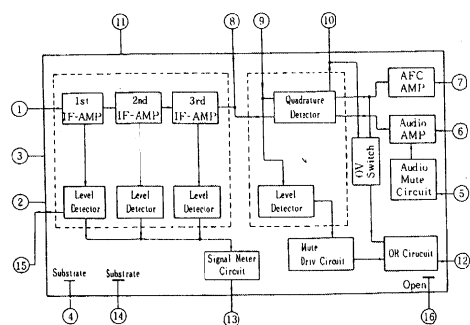 11
8
9
10
1st
IF-AMP
2nd
IF-AMP
3rd
IF-AMP
Quadrature
Detector
AFC
AMP
7
1
Audio
AMP
6
OV
Switch
3
Audio
Mute
Circuit
5
2
Level
Detector
Level
Detector
Level
Detector
Level
Detector
15
Signal Meter
Circuit
Mute
Driv Circuit
OR Cirucuit
12
Substrate
Substrate
Open
4
14
13
16